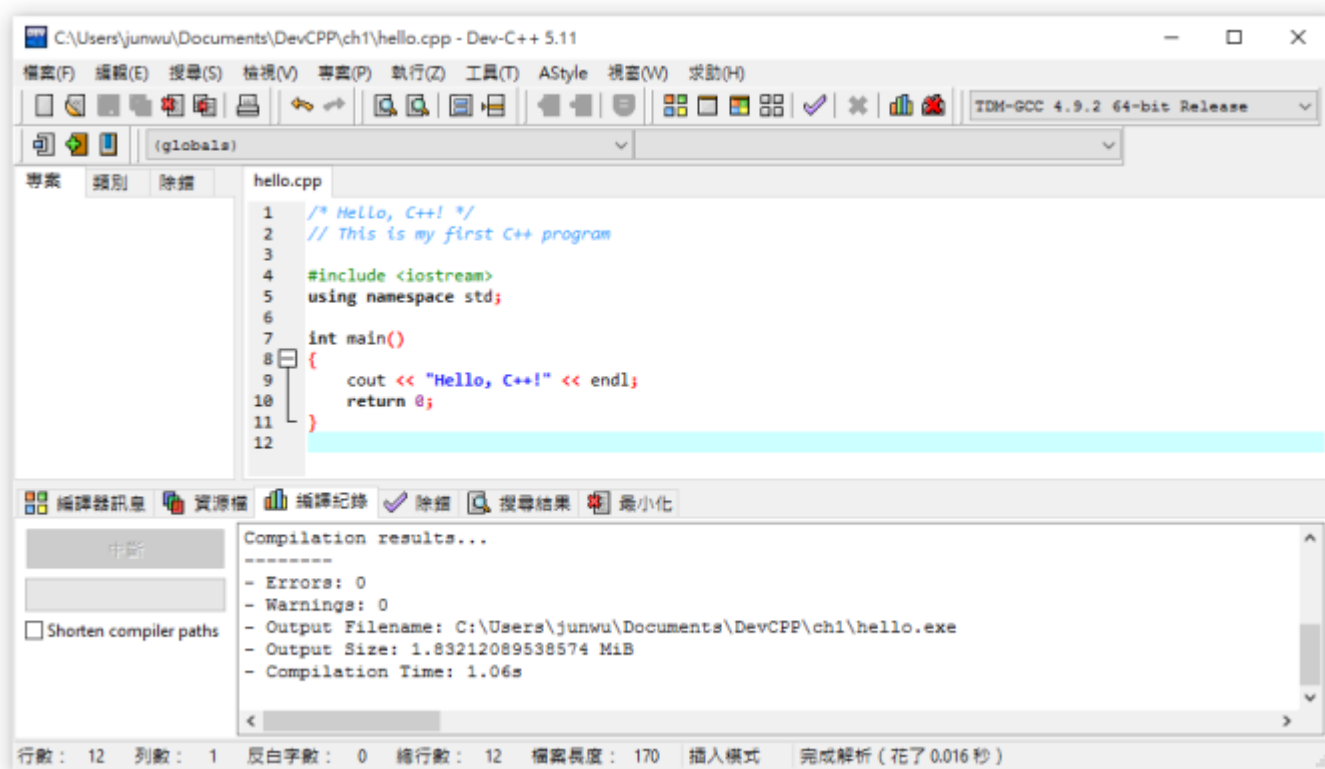 C:\Users\junwu\Documents\DevCPP\ch1\hello.cpp - Dev-C++ 5.11
檔案(F) 編輯(E) 搜尋(S) 檢視(V) 專案(P) 執行(Z) 工具(T) AStyle 視窗(W) 求助(H)
TDM-GCC 4.9.2 64-bit Release
(globals)
專案 類別 除錯 hello.cpp
1 /* Hello, C++! */
2 // This is my first C++ program
3
4 #include <iostream>
5 using namespace std;
6
7 int main()
8 {
9 cout << "Hello, C++!" << endl;
10 return 0;
11 }
12
編譯器訊息 資源檔 編譯紀錄 除錯 搜尋結果 最小化
中斷
Shorten compiler paths
Compilation results...
--------
- Errors: 0
- Warnings: 0
- Output Filename: C:\Users\junwu\Documents\DevCPP\ch1\hello.exe
- Output Size: 1.83212089538574 MiB
- Compilation Time: 1.06s
行數: 12 列數: 1 反白字數: 0 總行數: 12 檔案長度: 170 插入模式 完成解析 ( 花了 0.016 秒 )